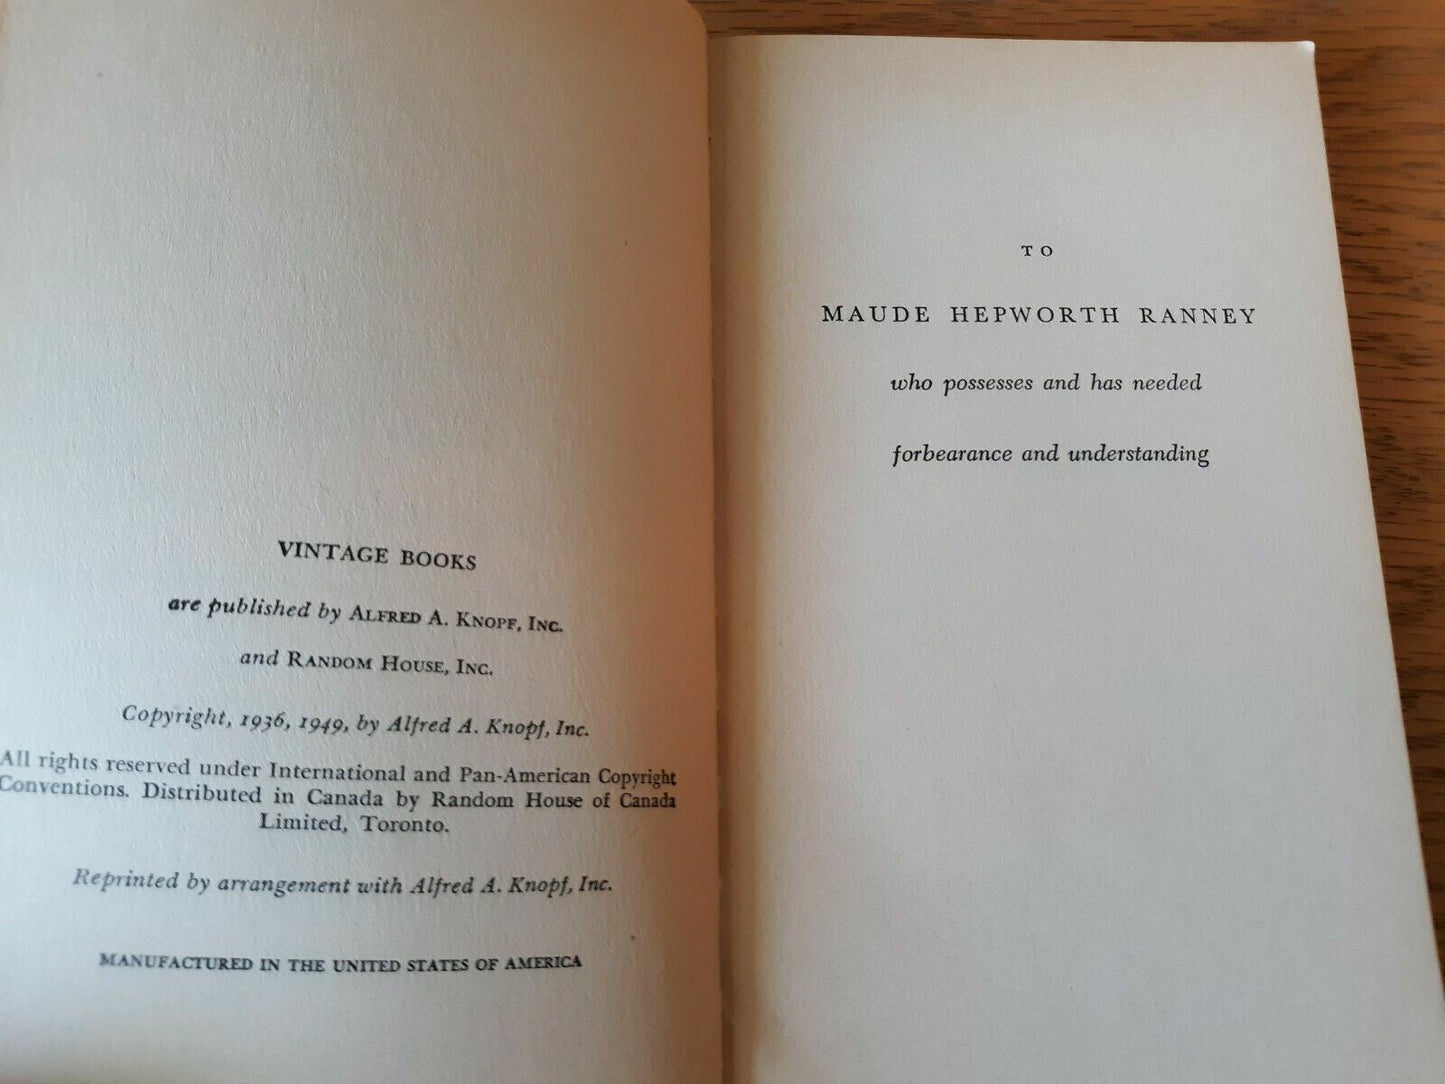 VINTAGE BOOKS
are published by ALFRED A. KNOPF, INC.
and RANDOM HOUSE, INC.
Copyright, 1936, 1949, by Alfred A. Knopf, Inc.
All rights reserved under International and Pan-American Copyright
Conventions. Distributed in Canada by Random House of Canada
Limited, Toronto.
Reprinted by arrangement with Alfred A. Knopf, Inc.
MANUFACTURED IN THE UNITED STATES OF AMERICA
TO
MAUDE HEPWORTH RANNEY
who possesses and has needed
forbearance and understanding